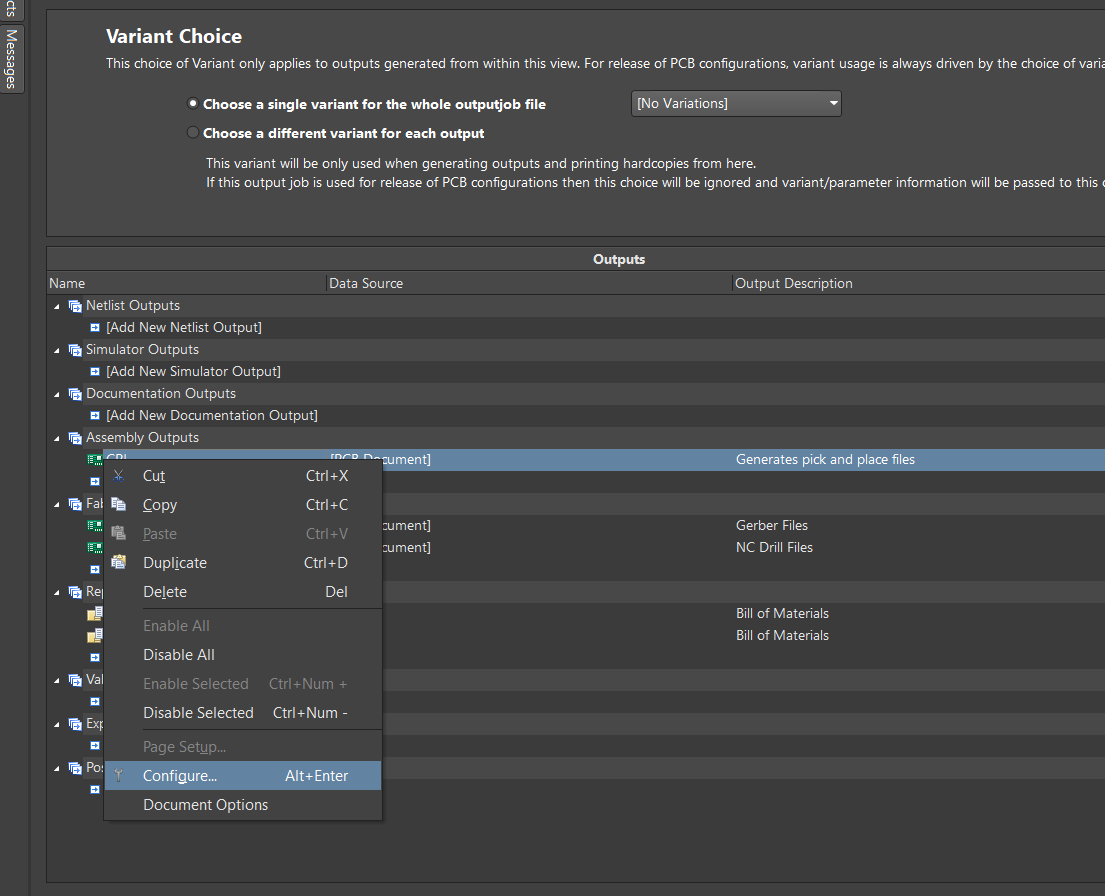 cts
Messages
Variant Choice
This choice of Variant only applies to outputs generated from within this view. For release of PCB configurations, variant usage is always driven by the choice of varia
Choose a single variant for the whole outputjob file
[No Variations]
Choose a different variant for each output
This variant will be only used when generating outputs and printing hardcopies from here.
If this output job is used for release of PCB configurations then this choice will be ignored and variant/parameter information will be passed to this
Outputs
Name Data Source Output Description
Netlist Outputs
[Add New Netlist Output]
Simulator Outputs
[Add New Simulator Output]
Documentation Outputs
[Add New Documentation Output]
Assembly Outputs
[PCB Document] Generates pick and place files
Cut Ctrl+X
Fab
Copy Ctrl+C
cument] Gerber Files
Paste Ctrl+V
cument] NC Drill Files
Duplicate Ctrl+D
Rep
Delete Del
Bill of Materials
Enable All
Bill of Materials
Disable All
Val
Enable Selected Ctrl+Num +
Disable Selected Ctrl+Num -
Exp
Page Setup...
Pos
Configure... Alt+Enter
Document Options